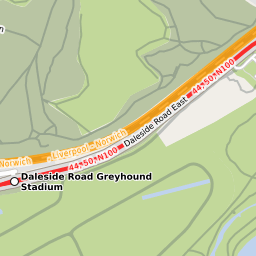 44*50*N100
Liverpool - Norwich
Norwich
Daleside Road East
44*50*N100
Daleside Road Greyhound
Stadium